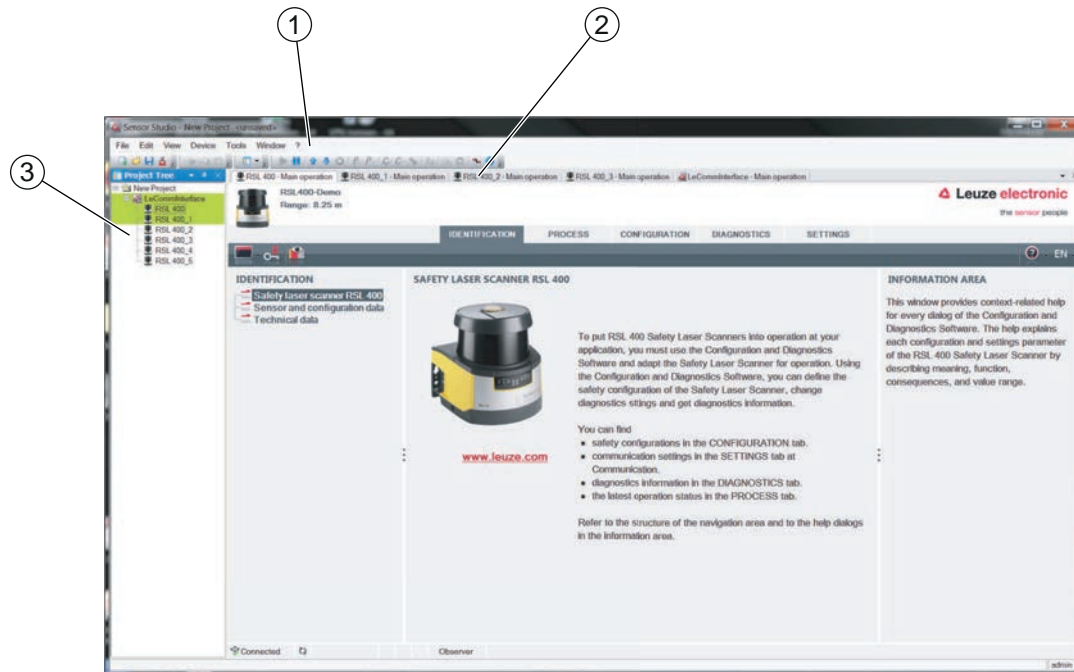 1
2
3
Sensor Studio - New Project <unsaved>
File Edit View Device Tools Window ?
Project Tree
New Project
LeCommInterface
RSL 400
RSL 400_1
RSL 400_2
RSL 400_3
RSL 400_4
RSL 400_5
RSL 400 - Main operation RSL 400_1 - Main operation RSL 400_2 - Main operation RSL 400_3 - Main operation LeCommInterface - Main operation
RSL400-Demo
Range: 8.25 m
Leuze electronic
the sensor people
IDENTIFICATION PROCESS CONFIGURATION DIAGNOSTICS SETTINGS
? EN
IDENTIFICATION
Safety laser scanner RSL 400
Sensor and configuration data
Technical data
SAFETY LASER SCANNER RSL 400
www.leuze.com
To put RSL 400 Safety Laser Scanners into operation at your
application, you must use the Configuration and Diagnostics
Software and adapt the Safety Laser Scanner for operation. Using
the Configuration and Diagnostics Software, you can define the
safety configuration of the Safety Laser Scanner, change
diagnostics sttings and get diagnostics information.
You can find
• safety configurations in the CONFIGURATION tab.
• communication settings in the SETTINGS tab at
Communication.
• diagnostics information in the DIAGNOSTICS tab.
• the latest operation status in the PROCESS tab.
Refer to the structure of the navigation area and to the help dialogs
in the information area.
INFORMATION AREA
This window provides context-related help
for every dialog of the Configuration and
Diagnostics Software. The help explains
each configuration and settings parameter
of the RSL 400 Safety Laser Scanner by
describing meaning, function,
consequences, and value range.
Connected Observer
admin